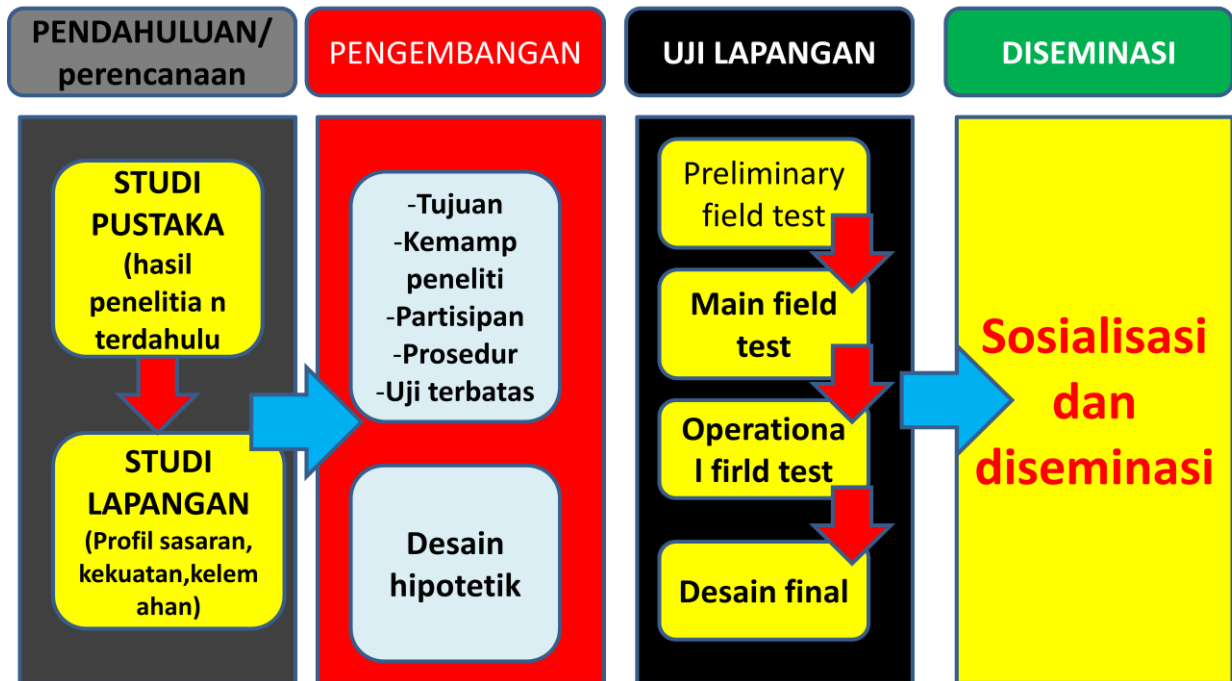 PENDAHULUAN/
perencanaan
PENGEMBANGAN
UJI LAPANGAN
DISEMINASI
STUDI
PUSTAKA
(hasil
penelitia n
terdahulu
STUDI
LAPANGAN
(Profil sasaran,
kekuatan,kelem
ahan)
-Tujuan
-Kemamp
peneliti
-Partisipan
-Prosedur
-Uji terbatas
Desain
hipotetik
Preliminary
field test
Main field
test
Operationa
l firld test
Desain final
Sosialisasi
dan
diseminasi